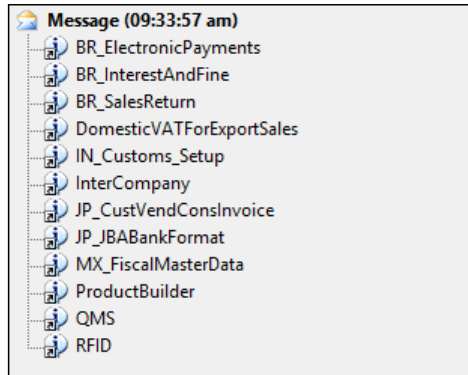 Message (09:33:57 am)
BR_ElectronicPayments
BR_InterestAndFine
BR_SalesReturn
DomesticVATForExportSales
IN_Customs_Setup
InterCompany
JP_CustVendConsInvoice
JP_JBABankFormat
MX_FiscalMasterData
ProductBuilder
QMS
RFID